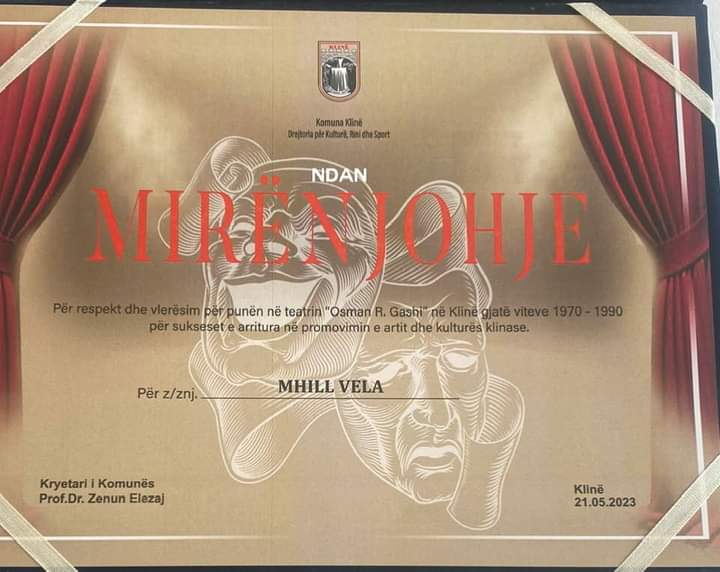 KLINË
Komuna Klinë
Drejtoria për Kulturë, Rini dhe Sport
NDAN
MIRËNJOHJE
Për respekt dhe vlerësim për punën në teatrin "Osman R. Gashi" në Klinë gjatë viteve 1970 - 1990
për sukseset e arritura në promovimin e artit dhe kulturës klinase.
Për z/znj. MHILL VELA
Kryetari i Komunës
Prof.Dr. Zenun Elezaj
Klinë
21.05.2023